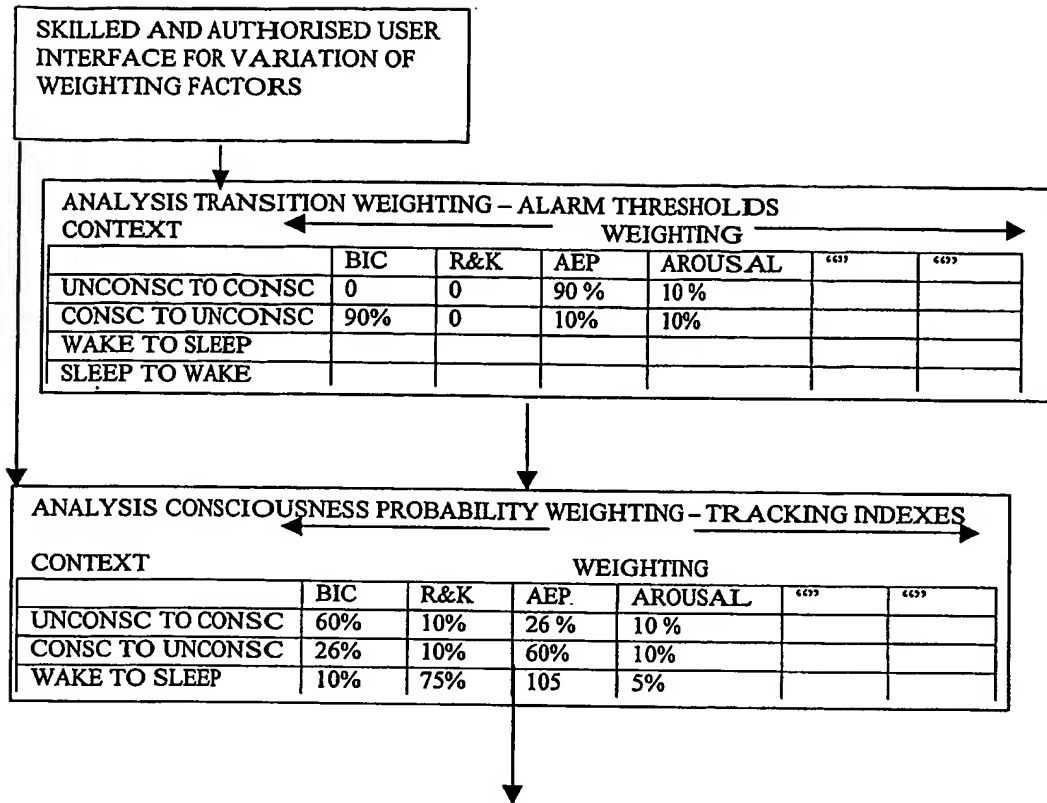 SKILLED AND AUTHORISED USER
INTERFACE FOR VARIATION OF
WEIGHTING FACTORS
ANALYSIS TRANSITION WEIGHTING – ALARM THRESHOLDS
CONTEXT WEIGHTING
BIC R&K AEP AROUSAL “” “”
UNCONSC TO CONSC 0 0 90 % 10 %
CONSC TO UNCONSC 90% 0 10% 10%
WAKE TO SLEEP
SLEEP TO WAKE
ANALYSIS CONSCIOUSNESS PROBABILITY WEIGHTING – TRACKING INDEXES
CONTEXT WEIGHTING
BIC R&K AEP. AROUSAL “” “”
UNCONSC TO CONSC 60% 10% 26 % 10 %
CONSC TO UNCONSC 26% 10% 60% 10%
WAKE TO SLEEP 10% 75% 105 5%